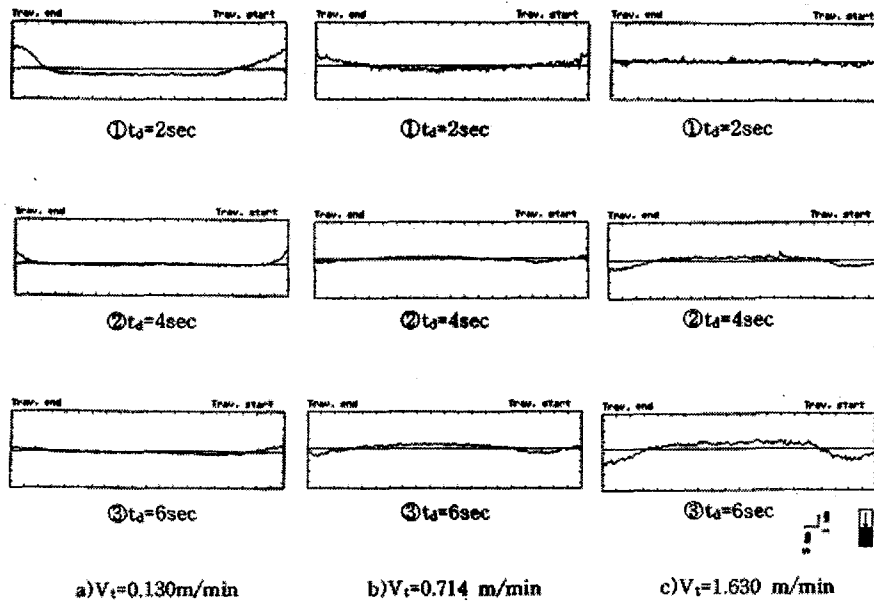 Trav. end Trav. start Trav. end Trav. start Trav. end Trav. start
①td=2sec ①td=2sec ①td=2sec
Trav. end Trav. start Trav. end Trav. start Trav. end Trav. start
②td=4sec ②td=4sec ②td=4sec
Trav. end Trav. start Trav. end Trav. start Trav. end Trav. start
③td=6sec ③td=6sec ③td=6sec
a)Vt=0.130m/min b)Vt=0.714 m/min c)Vt=1.630 m/min